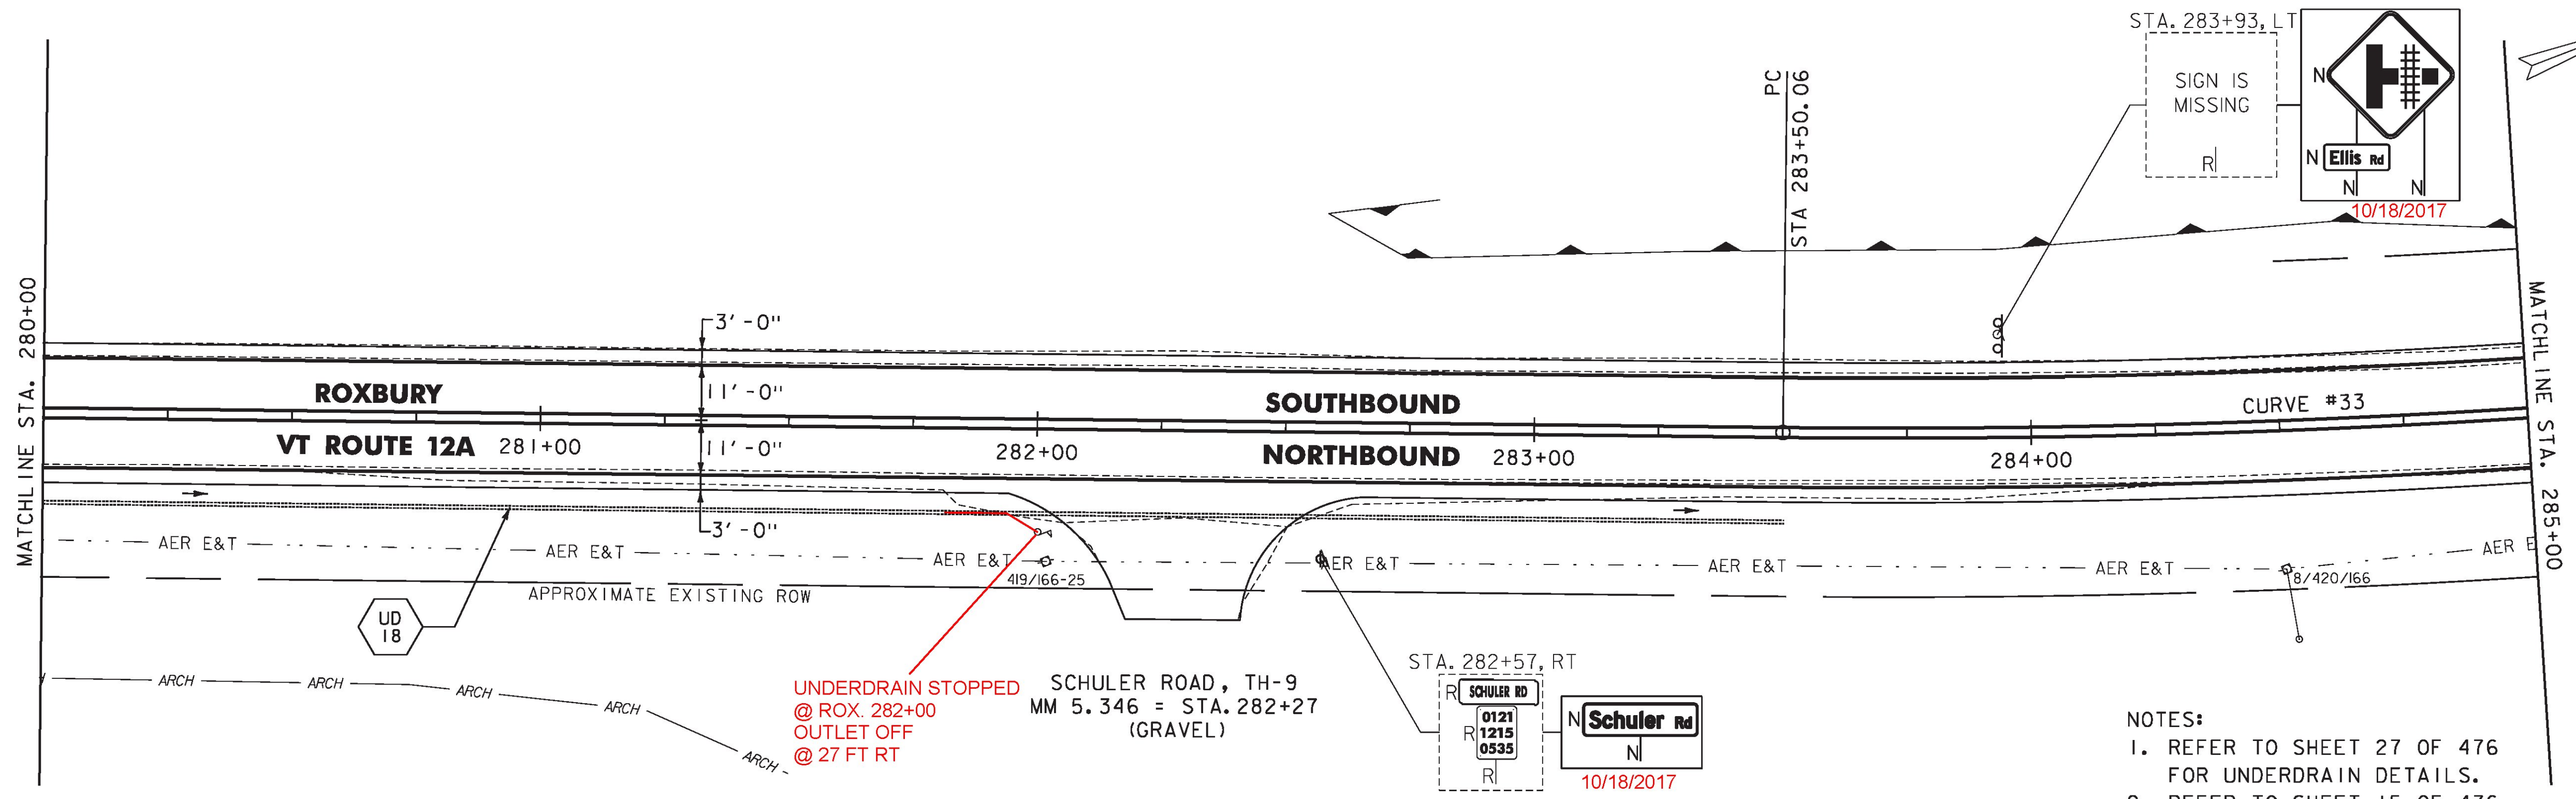 STA. 283+93, LT
SIGN IS
MISSING
R
N
N Ellis Rd
N N
10/18/2017
PC
STA 283+50.06
MATCHLINE STA. 280+00
MATCHLINE STA. 285+00
3'-0"
11'-0"
11'-0"
3'-0"
ROXBURY
SOUTHBOUND
CURVE #33
VT ROUTE 12A
281+00
282+00
NORTHBOUND
283+00
284+00
AER E&T
AER E&T
AER E&T
AER E&T
AER E&T
AER E&T
AER E
419/166-25
8/420/166
APPROXIMATE EXISTING ROW
UD
18
ARCH
ARCH
ARCH
ARCH
ARCH
UNDERDRAIN STOPPED
@ ROX. 282+00
OUTLET OFF
@ 27 FT RT
SCHULER ROAD, TH-9
MM 5.346 = STA.282+27
(GRAVEL)
STA. 282+57, RT
R SCHULER RD
0121
R 1215
0535
R
N Schuler Rd
N
10/18/2017
NOTES:
1. REFER TO SHEET 27 OF 476
FOR UNDERDRAIN DETAILS.